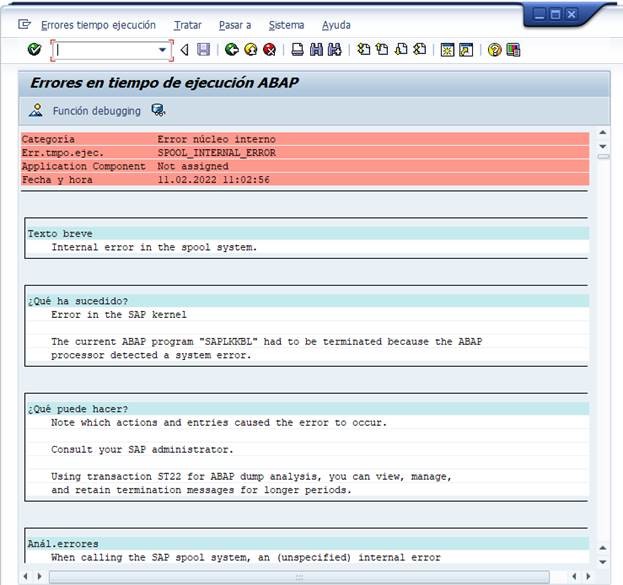 Errores tiempo ejecución Tratar Pasar a Sistema Ayuda
Errores en tiempo de ejecución ABAP
Función debugging
Categoría Error núcleo interno
Err.tmpo.ejec. SPOOL_INTERNAL_ERROR
Application Component Not assigned
Fecha y hora 11.02.2022 11:02:56
Texto breve
Internal error in the spool system.
¿Qué ha sucedido?
Error in the SAP kernel
The current ABAP program "SAPLKKBL" had to be terminated because the ABAP
processor detected a system error.
¿Qué puede hacer?
Note which actions and entries caused the error to occur.
Consult your SAP administrator.
Using transaction ST22 for ABAP dump analysis, you can view, manage,
and retain termination messages for longer periods.
Anál.errores
When calling the SAP spool system, an (unspecified) internal error